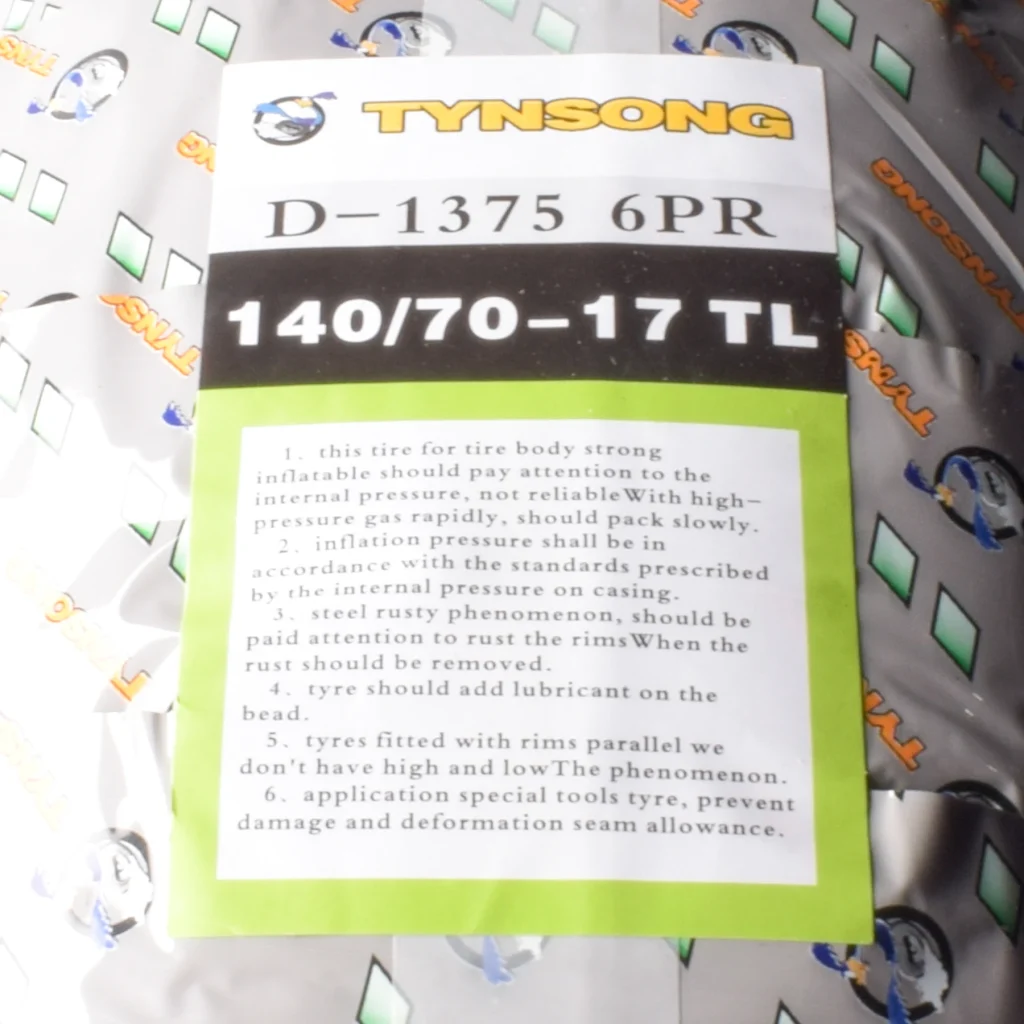 TYNSONG
D-1375 6PR
140/70-17 TL
1、this tire for tire body strong
inflatable should pay attention to the
internal pressure, not reliableWith high-
pressure gas rapidly, should pack slowly.
2、inflation pressure shall be in
accordance with the standards prescribed
by the internal pressure on casing.
3、steel rusty phenomenon, should be
paid attention to rust the rimsWhen the
rust should be removed.
4、tyre should add lubricant on the
bead.
5、tyres fitted with rims parallel we
don't have high and lowThe phenomenon.
6、application special tools tyre, prevent
damage and deformation seam allowance.
TYNSONG